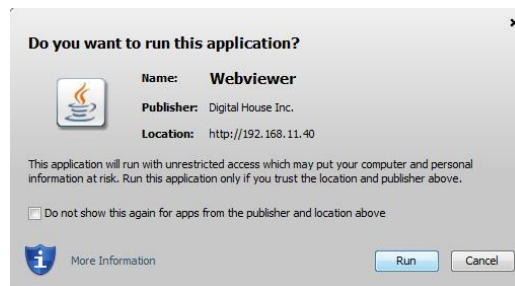 Do you want to run this application?
Name: Webviewer
Publisher: Digital House Inc.
Location: http://192.168.11.40
This application will run with unrestricted access which may put your computer and personal
information at risk. Run this application only if you trust the location and publisher above.
Do not show this again for apps from the publisher and location above
More Information
Run
Cancel